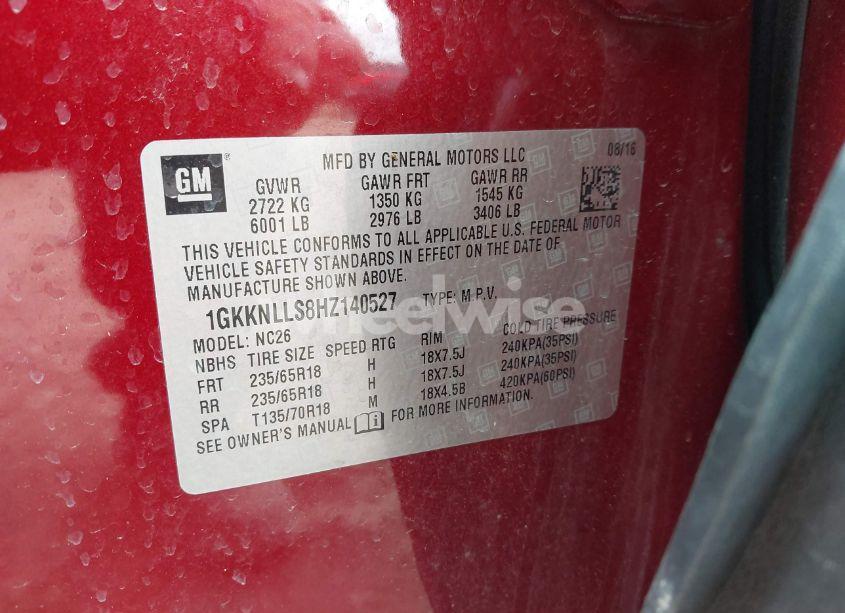 GM
MFD BY GENERAL MOTORS LLC
08/16
GVWR GAWR FRT GAWR RR
2722 KG 1350 KG 1545 KG
6001 LB 2976 LB 3406 LB
THIS VEHICLE CONFORMS TO ALL APPLICABLE U.S. FEDERAL MOTOR
VEHICLE SAFETY STANDARDS IN EFFECT ON THE DATE OF
MANUFACTURE SHOWN ABOVE.
1GKKNLLS8HZ140527 TYPE: M.P.V.
MODEL: NC26
NBHS TIRE SIZE SPEED RTG RIM COLD TIRE PRESSURE
FRT 235/65R18 H 18X7.5J 240KPA(35PSI)
RR 235/65R18 H 18X7.5J 240KPA(35PSI)
SPA T135/70R18 M 18X4.5B 420KPA(60PSI)
SEE OWNER'S MANUAL FOR MORE INFORMATION.
wheelwise